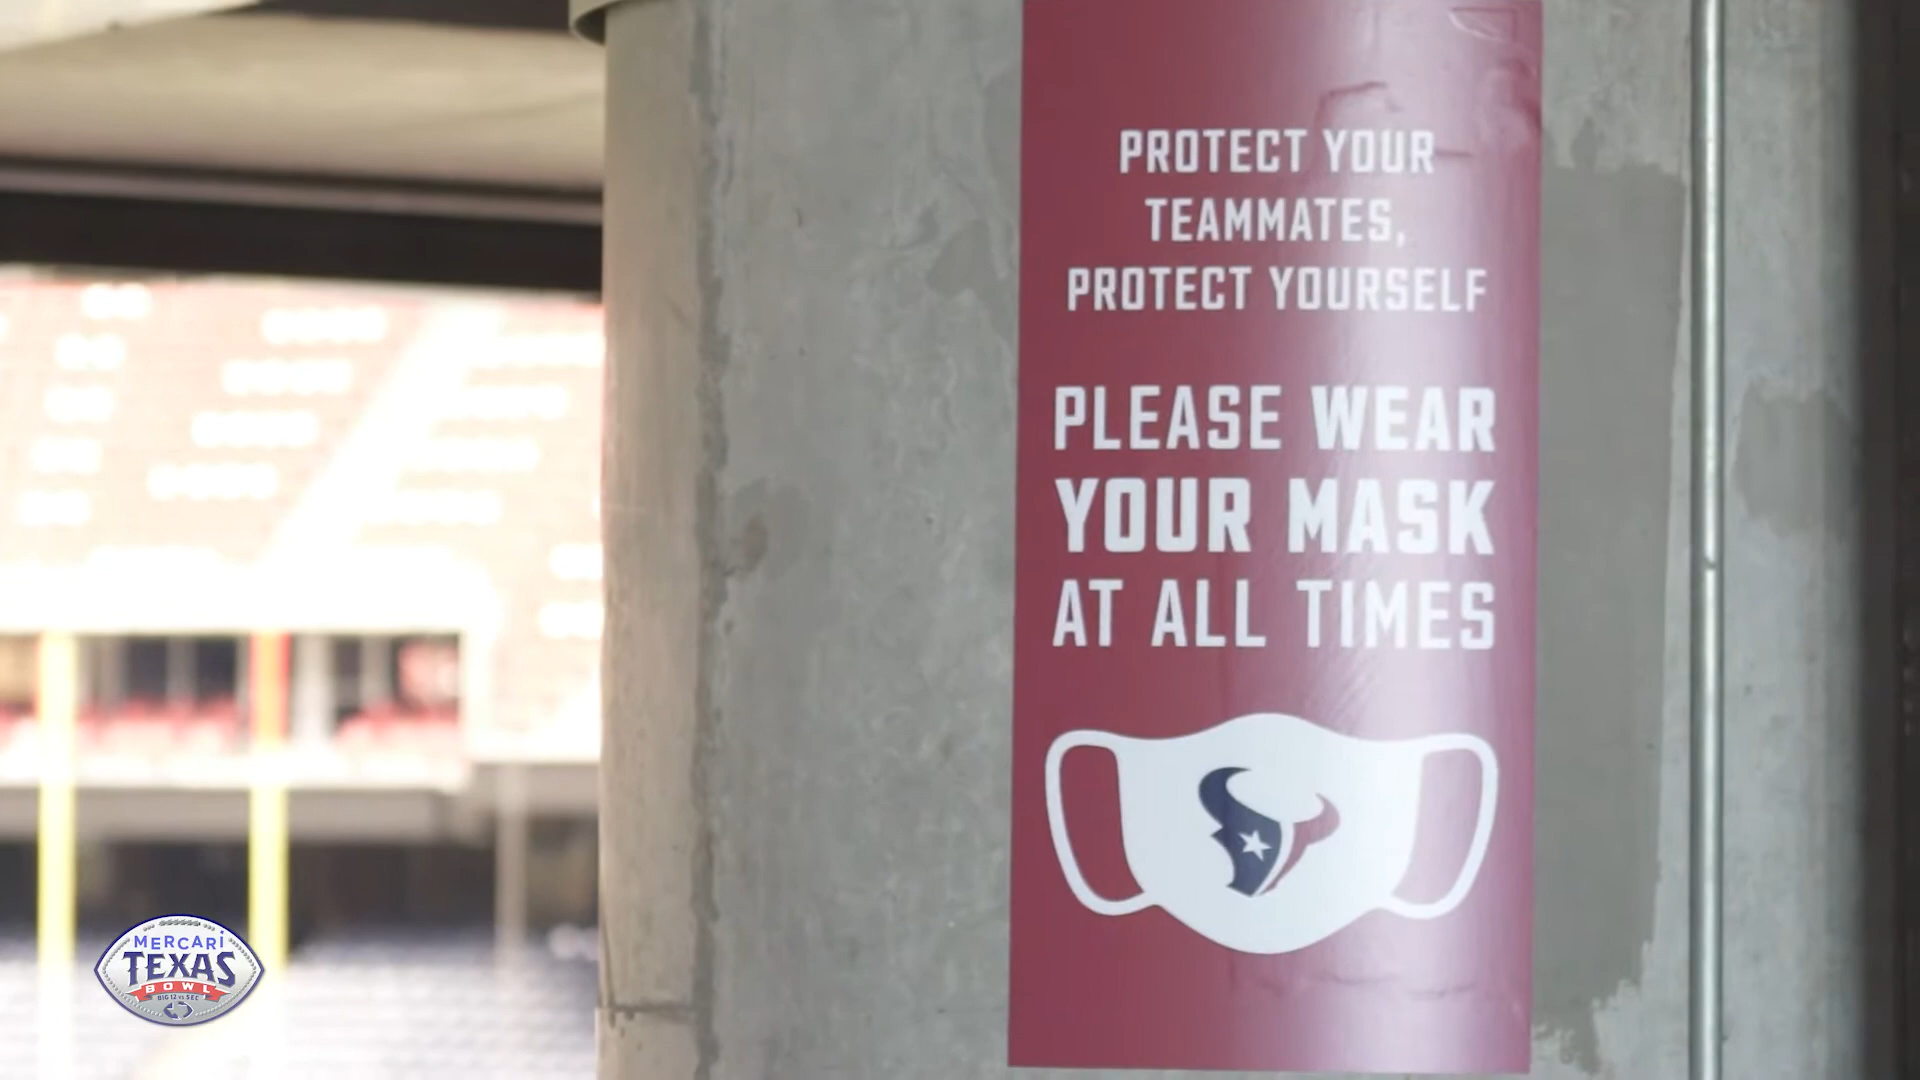 PROTECT YOUR
TEAMMATES,
PROTECT YOURSELF
PLEASE WEAR
YOUR MASK
AT ALL TIMES
MERCARI
TEXAS
BOWL
BIG 12 vs SEC